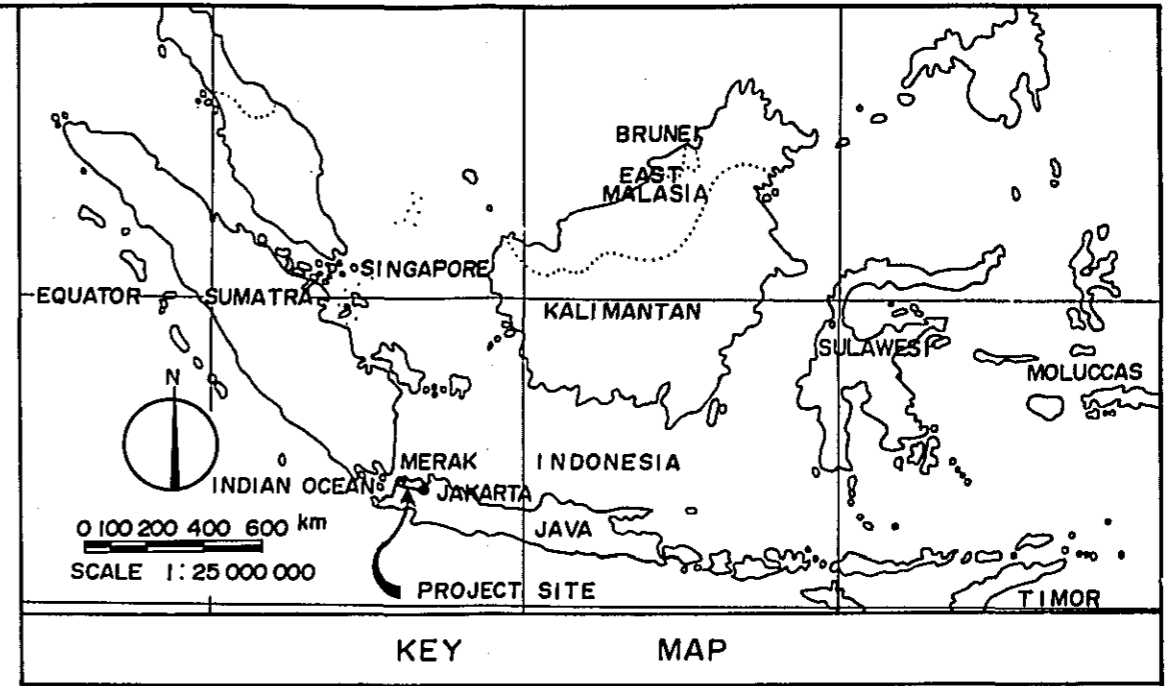 BRUNEI
EAST
MALASIA
SINGAPORE
EQUATOR
SUMATRA
KALIMANTAN
SULAWESI
MOLUCCAS
N
MERAK
INDONESIA
INDIAN OCEAN
JAKARTA
0 100 200 400 600 km
JAVA
SCALE 1:25 000 000
PROJECT SITE
TIMOR
KEY MAP